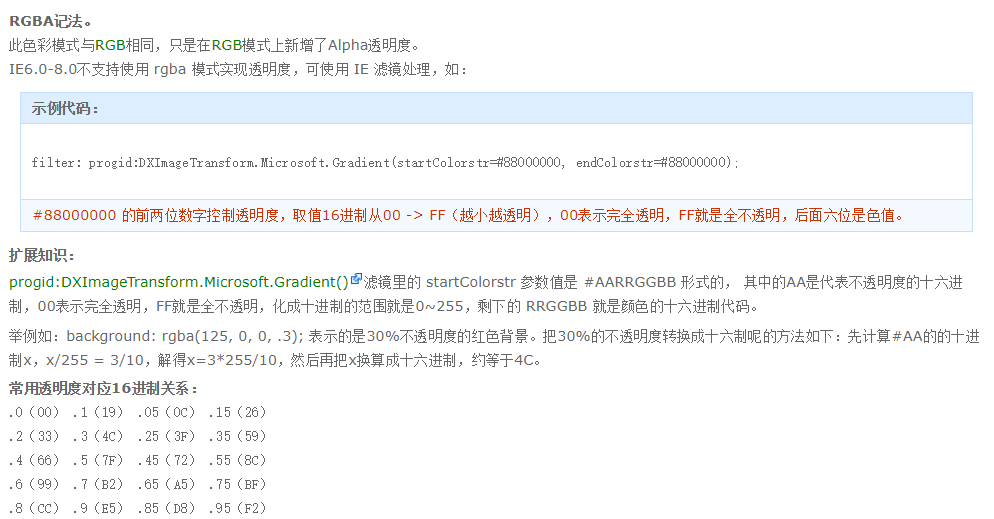 RGBA记法。
此色彩模式与RGB相同，只是在RGB模式上新增了Alpha透明度。
IE6.0-8.0不支持使用 rgba 模式实现透明度，可使用 IE 滤镜处理，如：
示例代码：
filter: progid:DXImageTransform.Microsoft.Gradient(startColorstr=#88000000, endColorstr=#88000000);
#88000000 的前两位数字控制透明度，取值16进制从00 -> FF（越小越透明），00表示完全透明，FF就是全不透明，后面六位是色值。
扩展知识：
progid:DXImageTransform.Microsoft.Gradient()滤镜里的 startColorstr 参数值是 #AARRGGBB 形式的， 其中的AA是代表不透明度的十六进
制，00表示完全透明，FF就是全不透明，化成十进制的范围就是0~255，剩下的 RRGGBB 就是颜色的十六进制代码。
举例如：background: rgba(125, 0, 0, .3); 表示的是30%不透明度的红色背景。把30%的不透明度转换成十六制呢的方法如下：先计算#AA的的十进
制x，x/255 = 3/10，解得x=3*255/10，然后再把x换算成十六进制，约等于4C。
常用透明度对应16进制关系：
.0（00） .1（19） .05（0C） .15（26）
.2（33） .3（4C） .25（3F） .35（59）
.4（66） .5（7F） .45（72） .55（8C）
.6（99） .7（B2） .65（A5） .75（BF）
.8（CC） .9（E5） .85（D8） .95（F2）